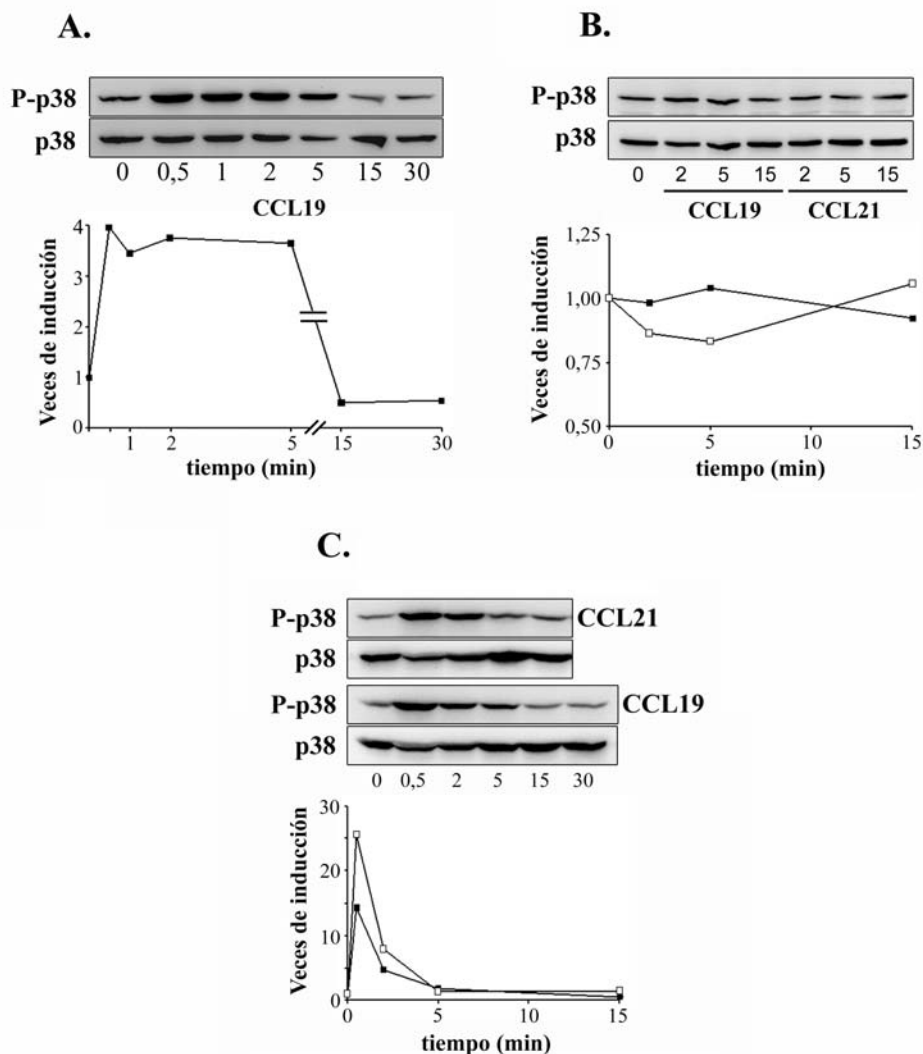 A.
P-p38
p38
0 0,5 1 2 5 15 30
CCL19
Veces de inducción
4
3
2
1
0
1 2 5 15 30
tiempo (min)
B.
P-p38
p38
0 2 5 15 2 5 15
CCL19 CCL21
Veces de inducción
1,25
1,00
0,75
0,50
0 5 10 15
tiempo (min)
C.
P-p38 CCL21
p38
P-p38 CCL19
p38
0 0,5 2 5 15 30
Veces de inducción
30
20
10
0
0 5 10 15
tiempo (min)